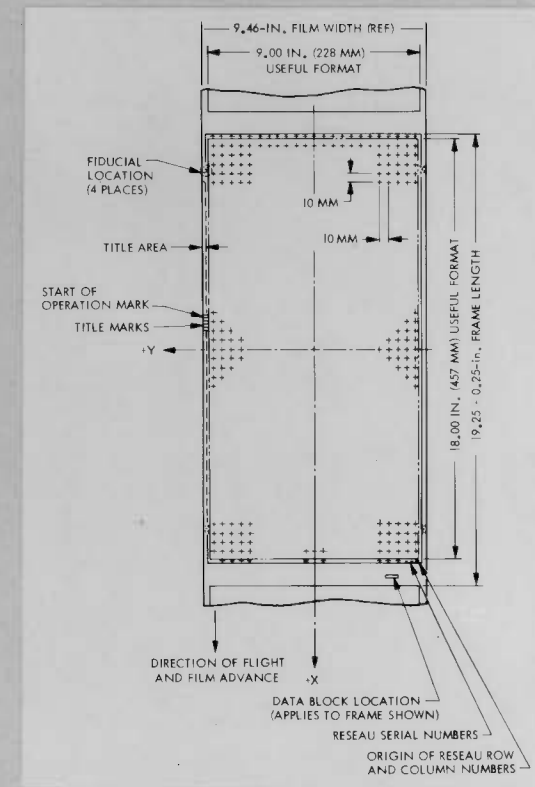 9.46-IN. FILM WIDTH (REF)
9.00 IN. (228 MM)
USEFUL FORMAT
FIDUCIAL
LOCATION
(4 PLACES)
10 MM
10 MM
TITLE AREA
START OF
OPERATION MARK
TITLE MARKS
+Y
18.00 IN. (457 MM) USEFUL FORMAT
19.25 - 0.25-in. FRAME LENGTH
DIRECTION OF FLIGHT
AND FILM ADVANCE
+X
DATA BLOCK LOCATION
(APPLIES TO FRAME SHOWN)
RESEAU SERIAL NUMBERS
ORIGIN OF RESEAU ROW
AND COLUMN NUMBERS